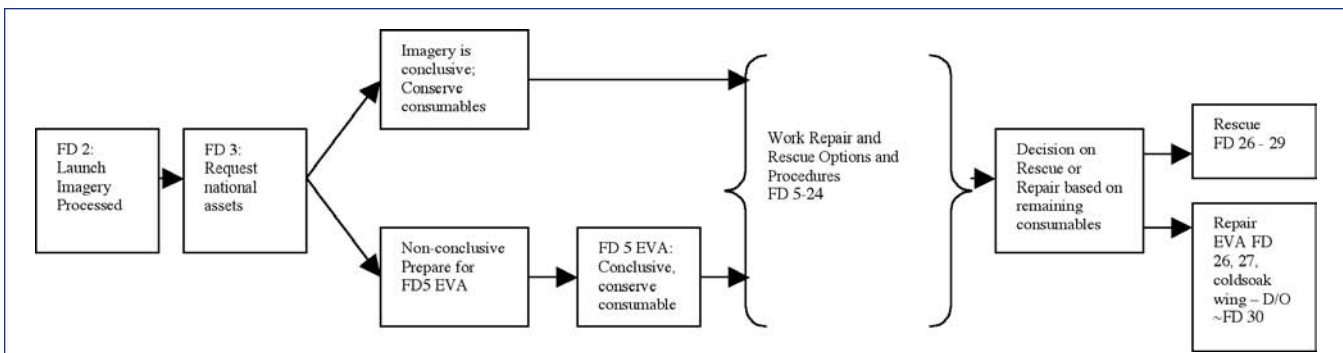 FD 2:
Launch
Imagery
Processed
FD 3:
Request
national
assets
Imagery is
conclusive;
Conserve
consumables
Non-conclusive
Prepare for
FD5 EVA
FD 5 EVA:
Conclusive,
conserve
consumable
Work Repair and
Rescue Options and
Procedures
FD 5-24
Decision on
Rescue or
Repair based on
remaining
consumables
Rescue
FD 26 - 29
Repair
EVA FD
26, 27,
coldsoak
wing – D/O
~FD 30